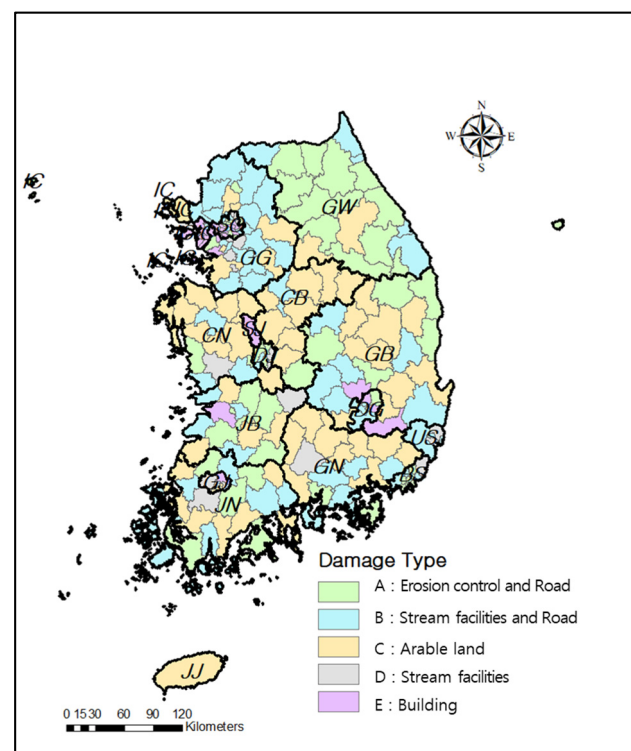 N
W E
S
IC
IC
GW
GG
CB
CN
SJ
GB
DJ
DG
JB
US
GN
GJ
BS
JN
Damage Type
A : Erosion control and Road
B : Stream facilities and Road
C : Arable land
D : Stream facilities
E : Building
JJ
0 15 30 60 90 120
Kilometers